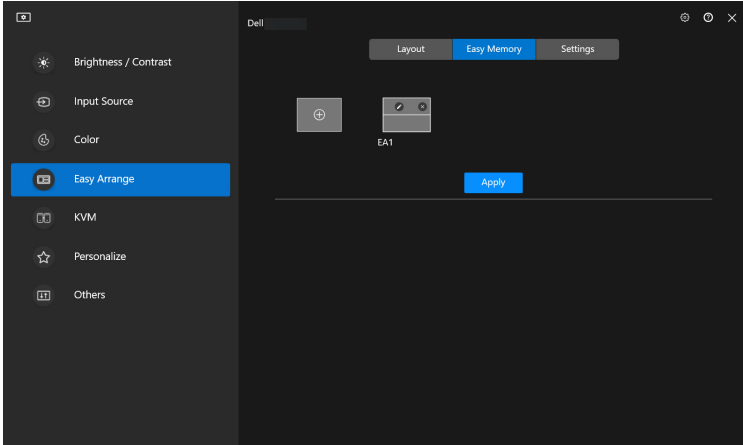 Dell
Layout
Easy Memory
Settings
Brightness / Contrast
Input Source
Color
Easy Arrange
KVM
Personalize
Others
EA1
Apply